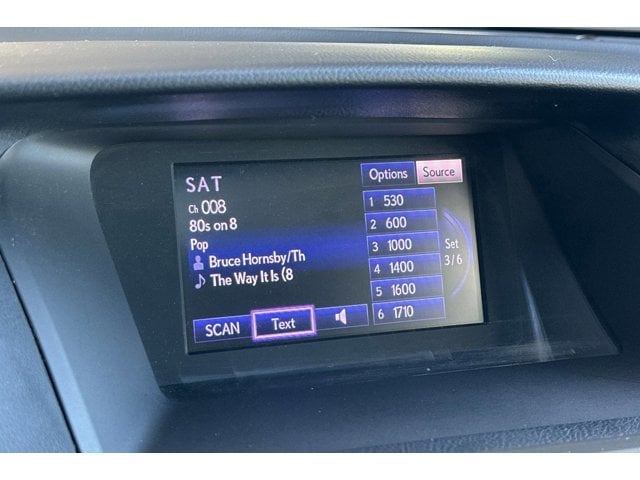 SAT
Options
Source
Ch 008
80s on 8
Pop
Bruce Hornsby/Th
The Way It Is (8
1 530
2 600
3 1000
4 1400
5 1600
6 1710
Set
3/6
SCAN
Text